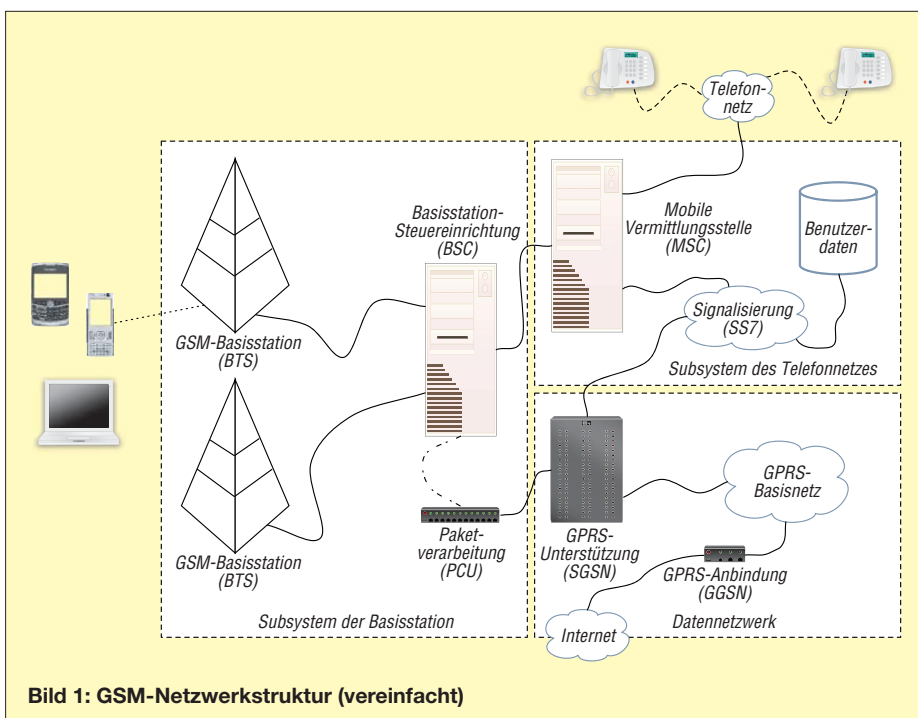 Telefon-
netz
Basisstation-
Steuereinrichtung
(BSC)
Mobile
Vermittlungsstelle
(MSC)
Benutzer-
daten
GSM-Basisstation
(BTS)
Signalisierung
(SS7)
Subsystem des Telefonnetzes
GPRS-
Basisnetz
GSM-Basisstation
(BTS)
Paket-
verarbeitung
(PCU)
GPRS-
Unterstützung
(SGSN)
GPRS-Anbindung
(GGSN)
Subsystem der Basisstation
Internet
Datennetzwerk
Bild 1: GSM-Netzwerkstruktur (vereinfacht)